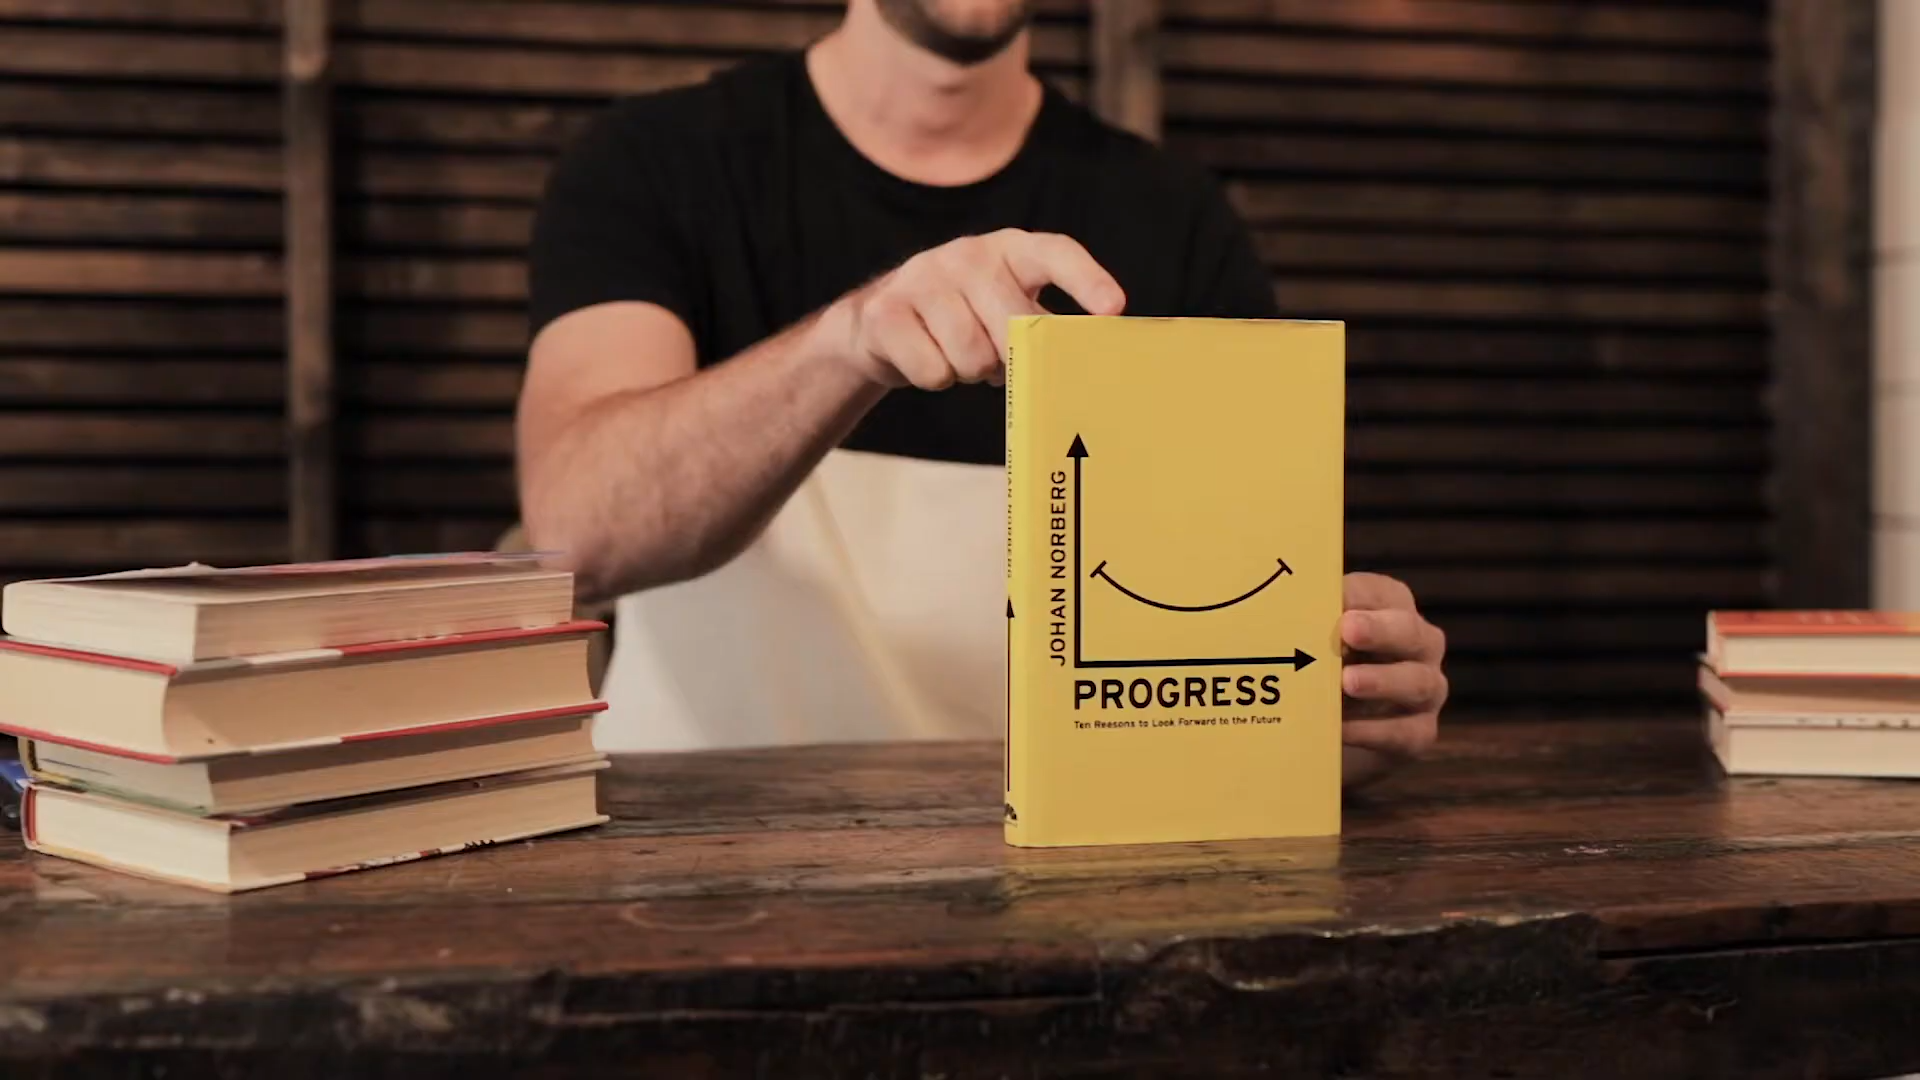 JOHAN NORBERG
PROGRESS
Ten Reasons to Look Forward to the Future
PROGRESS JOHAN NORBERG